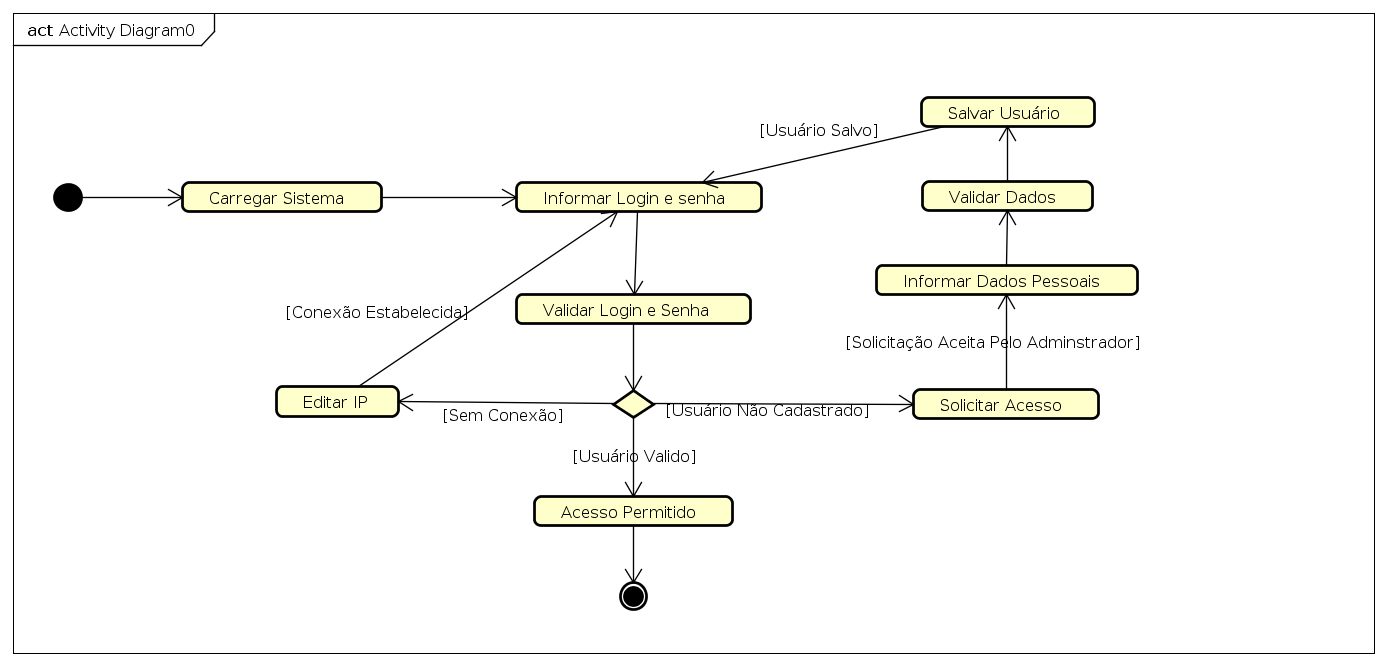 act Activity Diagram0
Salvar Usuário
[Usuário Salvo]
Carregar Sistema
Informar Login e senha
Validar Dados
Informar Dados Pessoais
[Conexão Estabelecida]
Validar Login e Senha
[Solicitação Aceita Pelo Adminstrador]
Editar IP
[Sem Conexão]
[Usuário Não Cadastrado]
Solicitar Acesso
[Usuário Valido]
Acesso Permitido